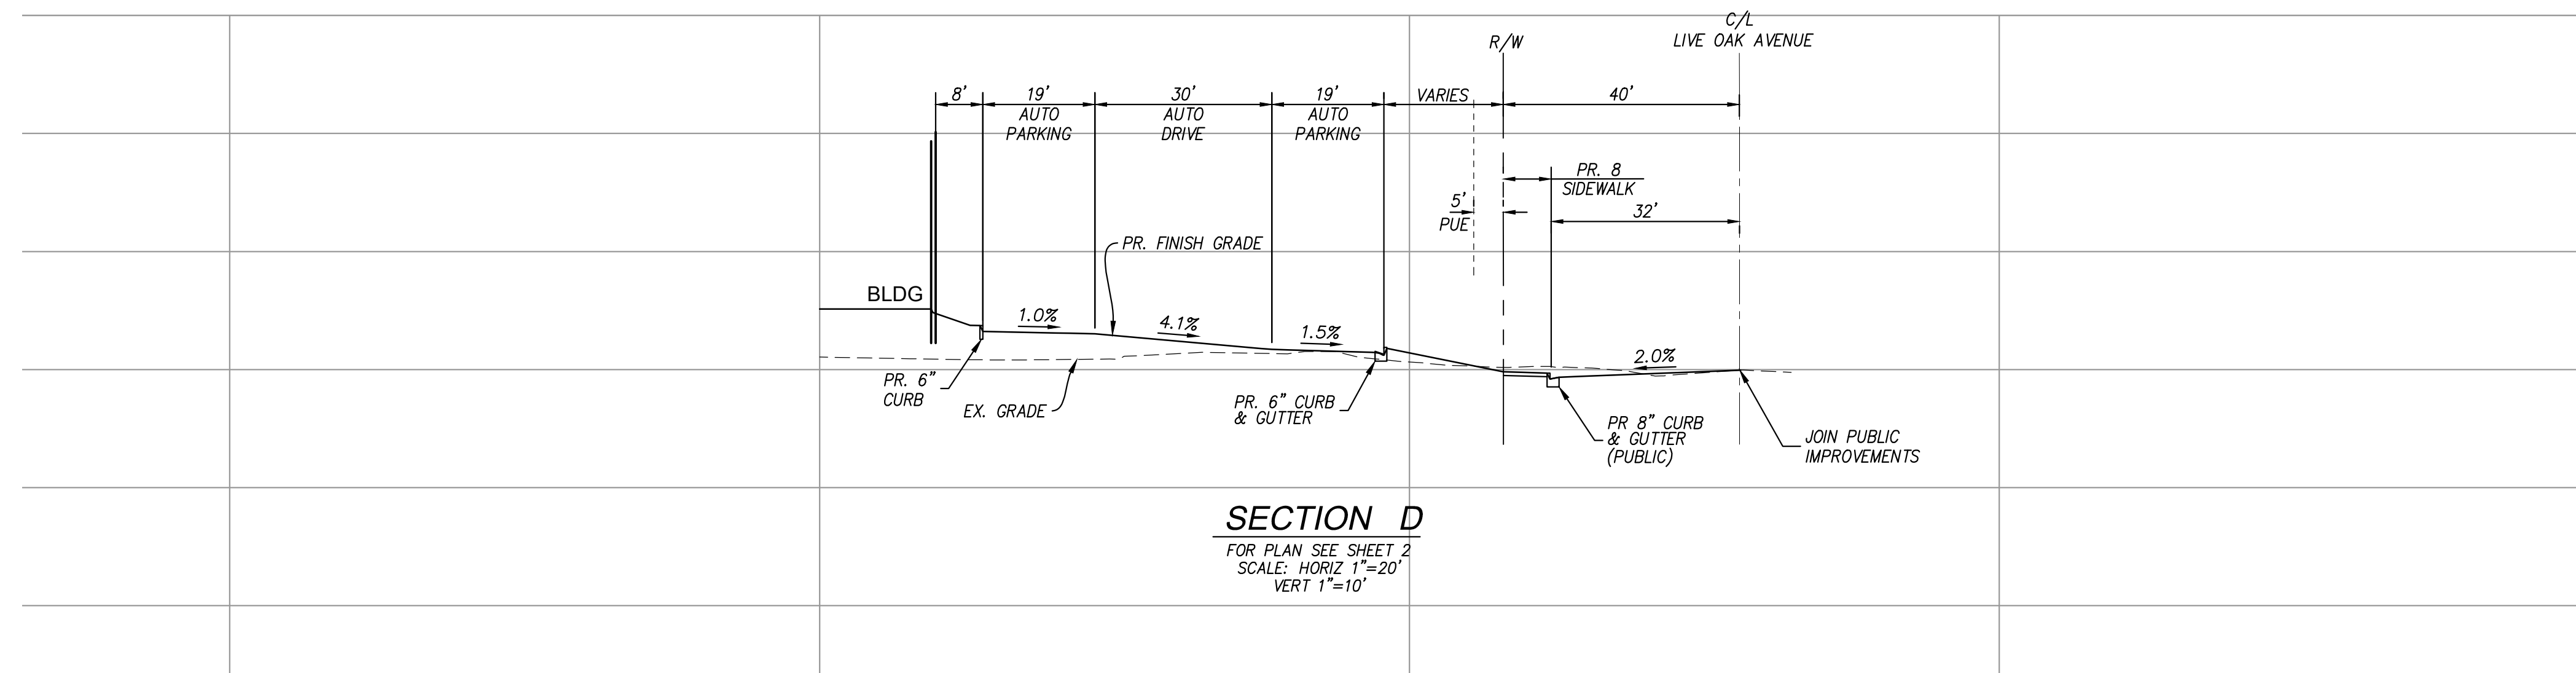 C/L
LIVE OAK AVENUE
R/W
8'
19'
AUTO
PARKING
30'
AUTO
DRIVE
19'
AUTO
PARKING
VARIES
40'
PR. 8
SIDEWALK
5'
PUE
32'
PR. FINISH GRADE
BLDG
1.0%
4.1%
1.5%
2.0%
PR. 6"
CURB
EX. GRADE
PR. 6" CURB
& GUTTER
PR 8" CURB
& GUTTER
(PUBLIC)
JOIN PUBLIC
IMPROVEMENTS
SECTION D
FOR PLAN SEE SHEET 2
SCALE: HORIZ 1"=20'
VERT 1"=10'